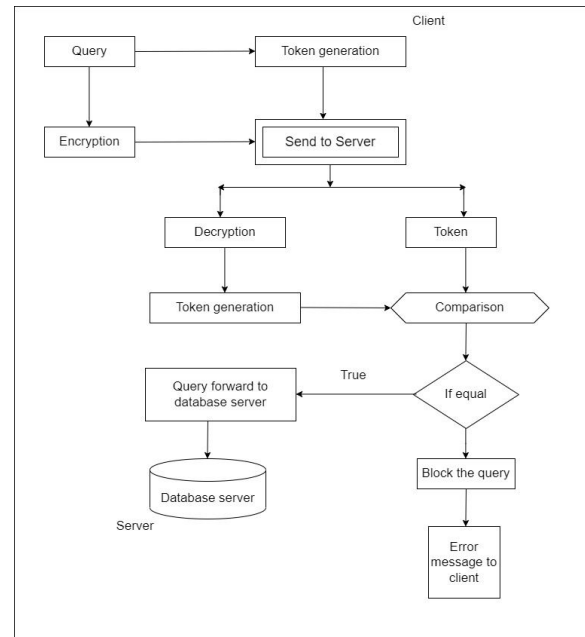 Client
Query
Token generation
Encryption
Send to Server
Decryption
Token
Token generation
Comparison
True
Query forward to
database server
If equal
Block the query
Database server
Server
Error
message to
client